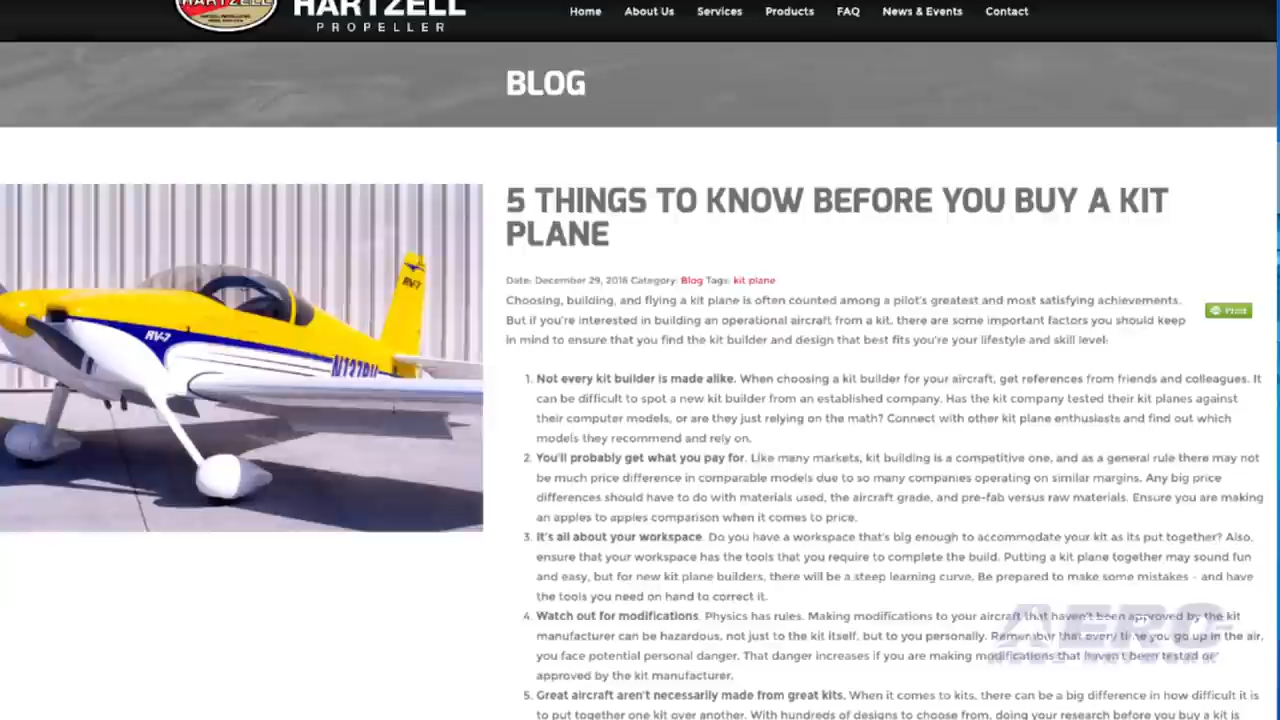 HARTZELL
HARTZELL
PROPELLER
Home About Us Services Products FAQ News & Events Contact
BLOG
5 THINGS TO KNOW BEFORE YOU BUY A KIT
PLANE
Date: December 29, 2016 Category: Blog Tags: kit plane
Choosing, building, and flying a kit plane is often counted among a pilot's greatest and most satisfying achievements.
But if you're interested in building an operational aircraft from a kit, there are some important factors you should keep
in mind to ensure that you find the kit builder and design that best fits you're your lifestyle and skill level:
Print
1. Not every kit builder is made alike. When choosing a kit builder for your aircraft, get references from friends and colleagues. It
can be difficult to spot a new kit builder from an established company. Has the kit company tested their kit planes against
their computer models, or are they just relying on the math? Connect with other kit plane enthusiasts and find out which
models they recommend and rely on.
2. You'll probably get what you pay for. Like many markets, kit building is a competitive one, and as a general rule there may not
be much price difference in comparable models due to so many companies operating on similar margins. Any big price
differences should have to do with materials used, the aircraft grade, and pre-fab versus raw materials. Ensure you are making
an apples to apples comparison when it comes to price.
3. It's all about your workspace. Do you have a workspace that's big enough to accommodate your kit as its put together? Also,
ensure that your workspace has the tools that you require to complete the build. Putting a kit plane together may sound fun
and easy, but for new kit plane builders, there will be a steep learning curve. Be prepared to make some mistakes – and have
the tools you need on hand to correct it.
4. Watch out for modifications. Physics has rules. Making modifications to your aircraft that haven't been approved by the kit
manufacturer can be hazardous, not just to the kit itself, but to you personally. Remember that every time you go up in the air,
you face potential personal danger. That danger increases if you are making modifications that haven't been tested or
approved by the kit manufacturer.
5. Great aircraft aren't necessarily made from great kits. When it comes to kits, there can be a big difference in how difficult it is
to put together one kit over another. With hundreds of designs to choose from, doing your research before you buy a kit is
RV-7
RV-7
AERO
NEWS NETWORK